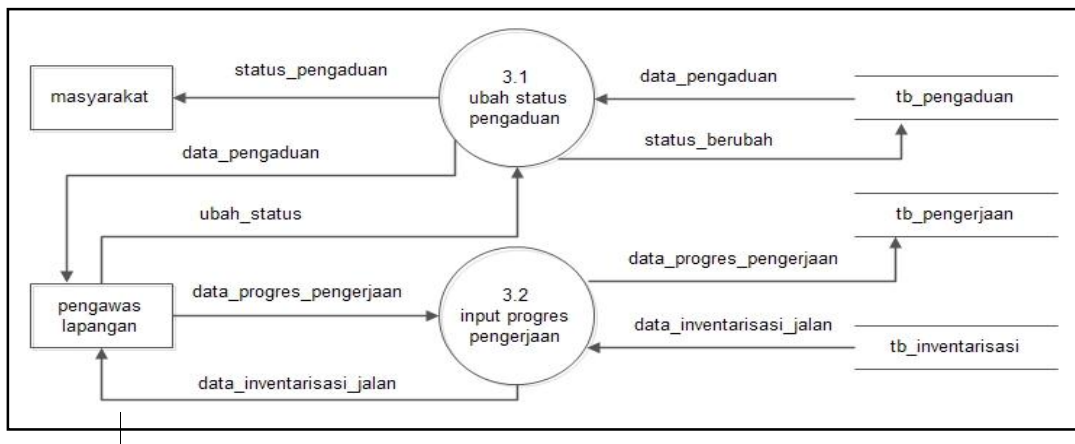 status_pengaduan
3.1
ubah status
pengaduan
data_pengaduan
masyarakat
tb_pengaduan
data_pengaduan
status_berubah
ubah_status
tb_pengerjaan
data_progres_pengerjaan
pengawas
lapangan
data_progres_pengerjaan
3.2
input progres
pengerjaan
data_inventarisasi_jalan
tb_inventarisasi
data_inventarisasi_jalan